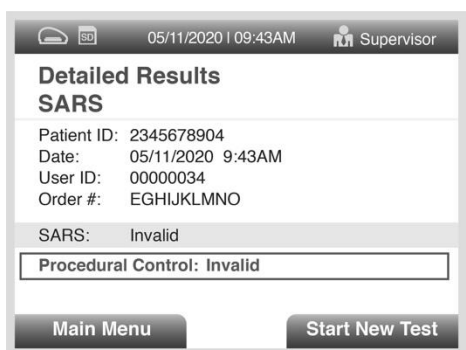 SD 05/11/2020 | 09:43AM Supervisor
Detailed Results
SARS
Patient ID: 2345678904
Date: 05/11/2020 9:43AM
User ID: 00000034
Order #: EGHIJKLMNO
SARS: Invalid
Procedural Control: Invalid
Main Menu Start New Test